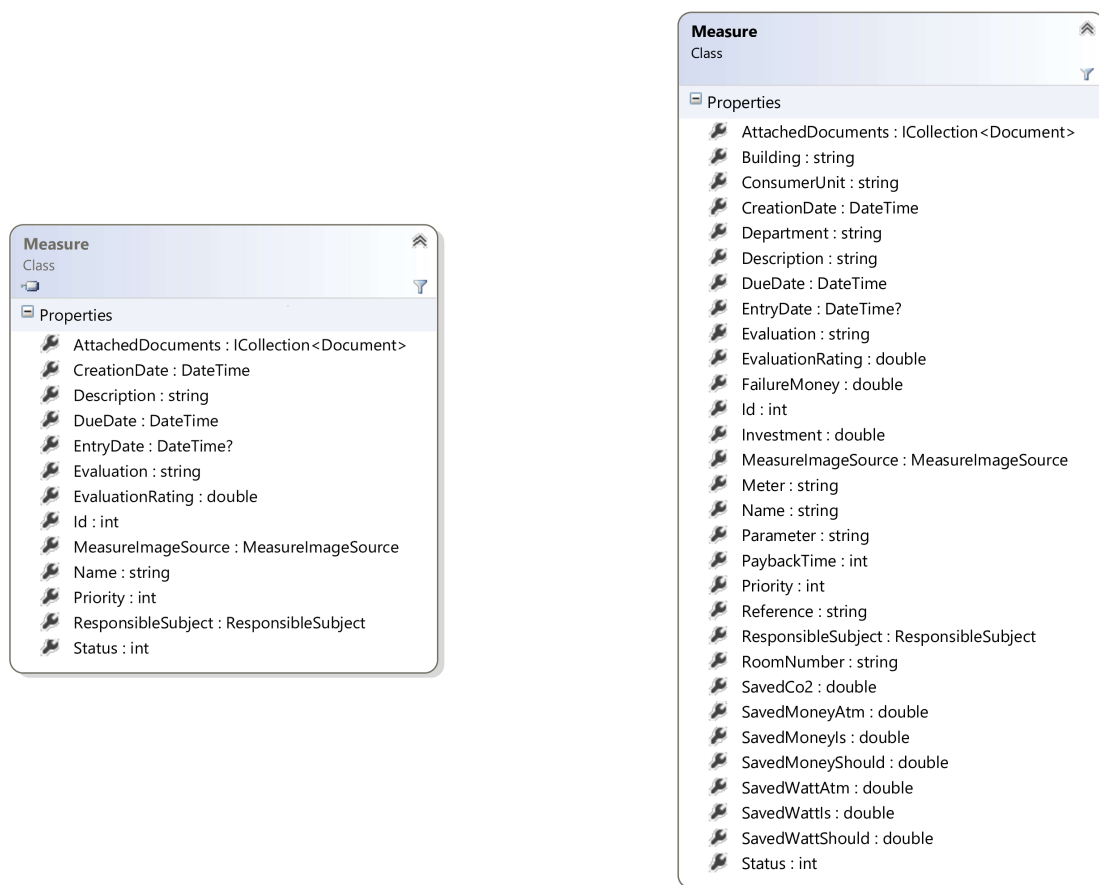 Measure
Class
Properties
AttachedDocuments : ICollection<Document>
CreationDate : DateTime
Description : string
DueDate : DateTime
EntryDate : DateTime?
Evaluation : string
EvaluationRating : double
Id : int
MeasureImageSource : MeasureImageSource
Name : string
Priority : int
ResponsibleSubject : ResponsibleSubject
Status : int
Measure
Class
Properties
AttachedDocuments : ICollection<Document>
Building : string
ConsumerUnit : string
CreationDate : DateTime
Department : string
Description : string
DueDate : DateTime
EntryDate : DateTime?
Evaluation : string
EvaluationRating : double
FailureMoney : double
Id : int
Investment : double
MeasureImageSource : MeasureImageSource
Meter : string
Name : string
Parameter : string
PaybackTime : int
Priority : int
Reference : string
ResponsibleSubject : ResponsibleSubject
RoomNumber : string
SavedCo2 : double
SavedMoneyAtm : double
SavedMoneyIs : double
SavedMoneyShould : double
SavedWattAtm : double
SavedWattIs : double
SavedWattShould : double
Status : int